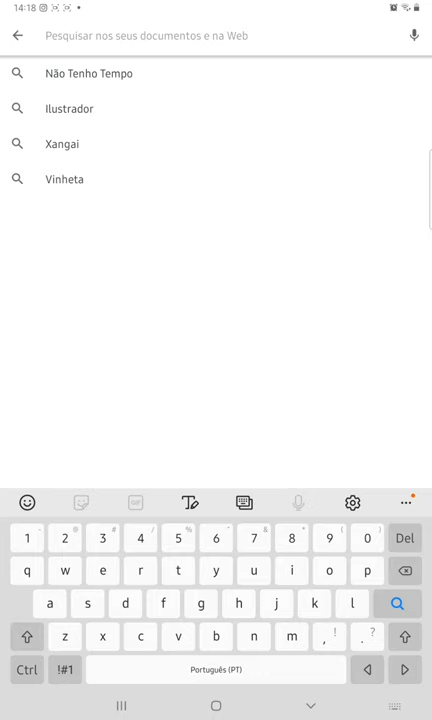 14:18
Pesquisar nos seus documentos e na Web
Não Tenho Tempo
Ilustrador
Xangai
Vinheta
GIF
1 2 3 4 5 6 7 8 9 0 Del
q w e r t y u i o p
a s d f g h j k l
z x c v b n m , ! . ?
Ctrl !#1 Português (PT)